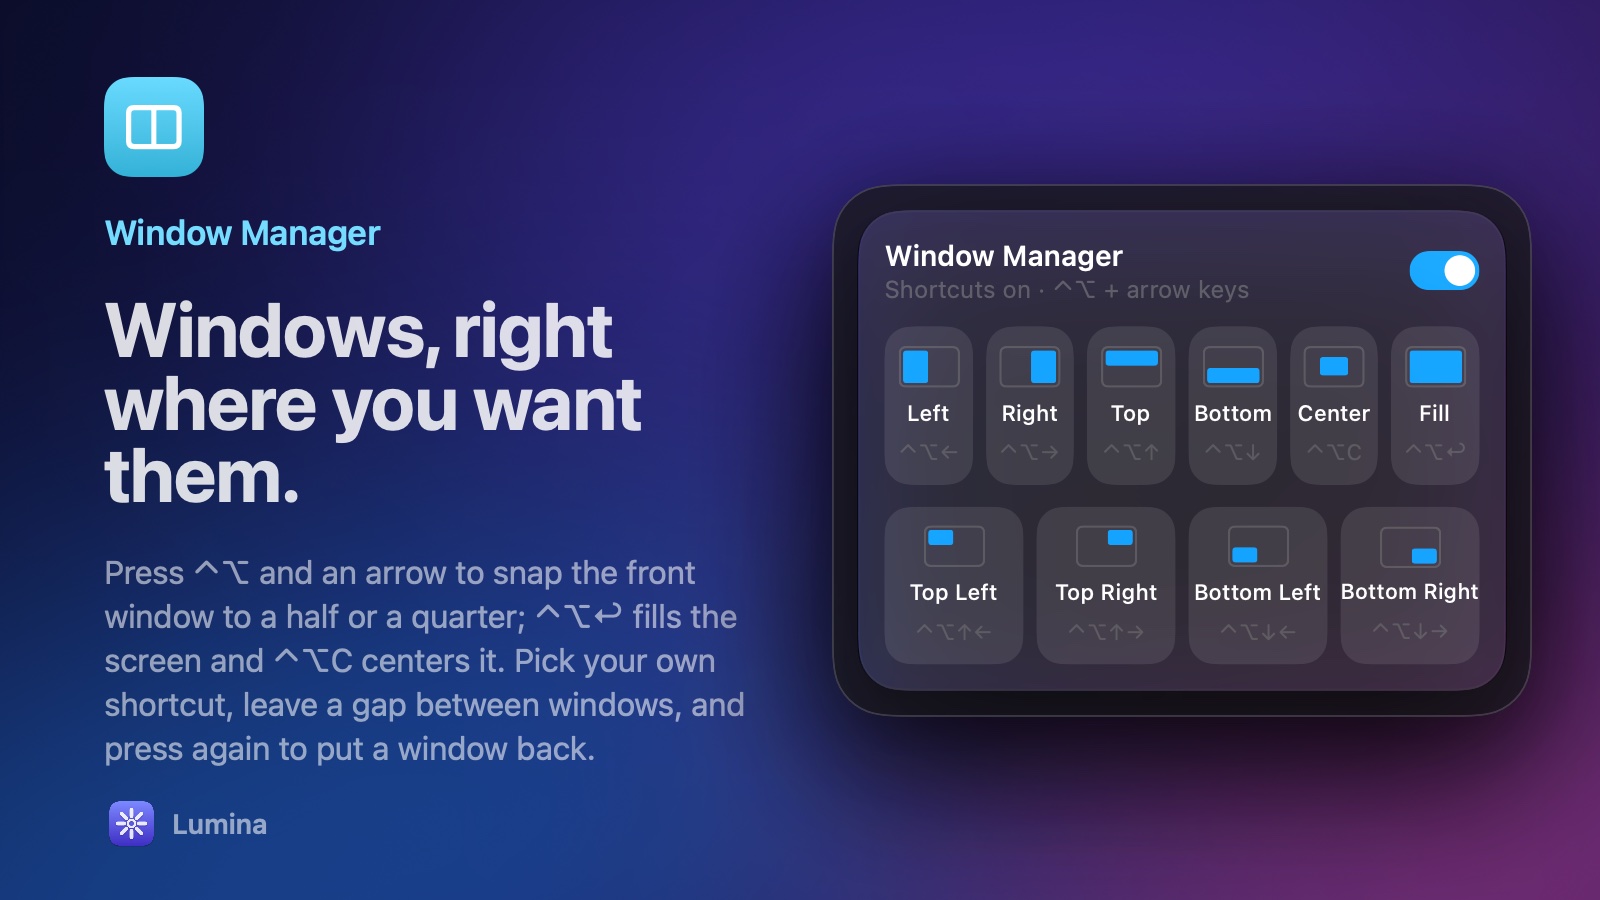 Window Manager
Windows, right
where you want
them.
Press ⌃⌥ and an arrow to snap the front
window to a half or a quarter; ⌃⌥↩ fills the
screen and ⌃⌥C centers it. Pick your own
shortcut, leave a gap between windows, and
press again to put a window back.
Lumina
Window Manager
Shortcuts on · ⌃⌥ + arrow keys
Left Right Top Bottom Center Fill
⌃⌥← ⌃⌥→ ⌃⌥↑ ⌃⌥↓ ⌃⌥C ⌃⌥↩
Top Left Top Right Bottom Left Bottom Right
⌃⌥↑← ⌃⌥↑→ ⌃⌥↓← ⌃⌥↓→